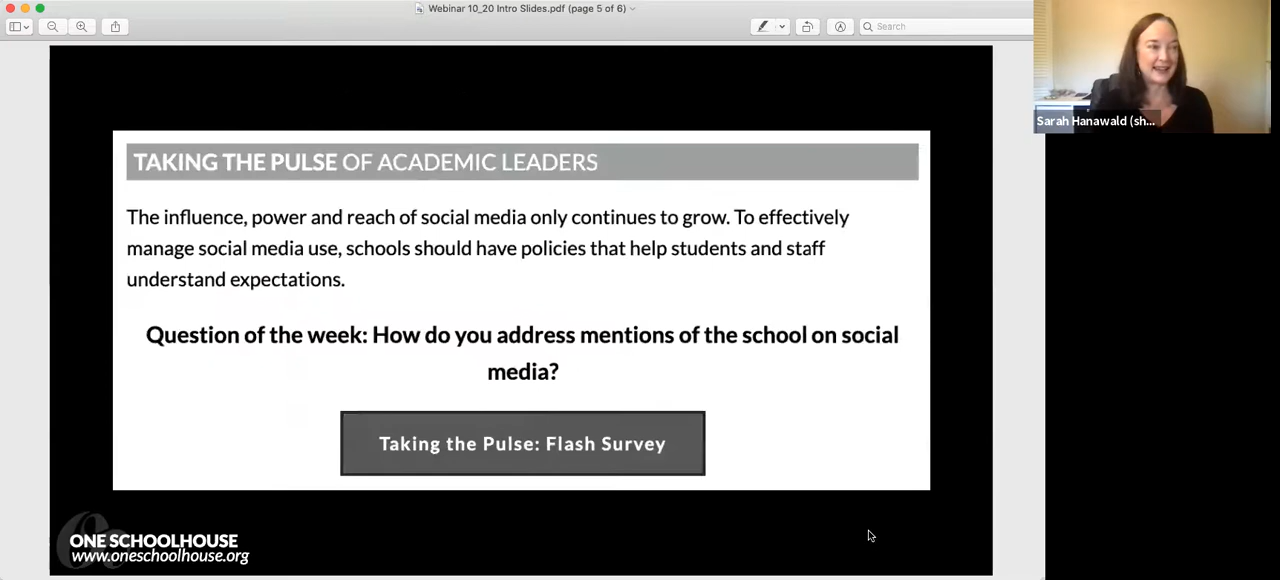 Webinar 10_20 Intro Slides.pdf (page 5 of 6)
Search
Sarah Hanawald (sh...
TAKING THE PULSE OF ACADEMIC LEADERS
The influence, power and reach of social media only continues to grow. To effectively
manage social media use, schools should have policies that help students and staff
understand expectations.
Question of the week: How do you address mentions of the school on social
media?
Taking the Pulse: Flash Survey
ONE SCHOOLHOUSE
www.oneschoolhouse.org